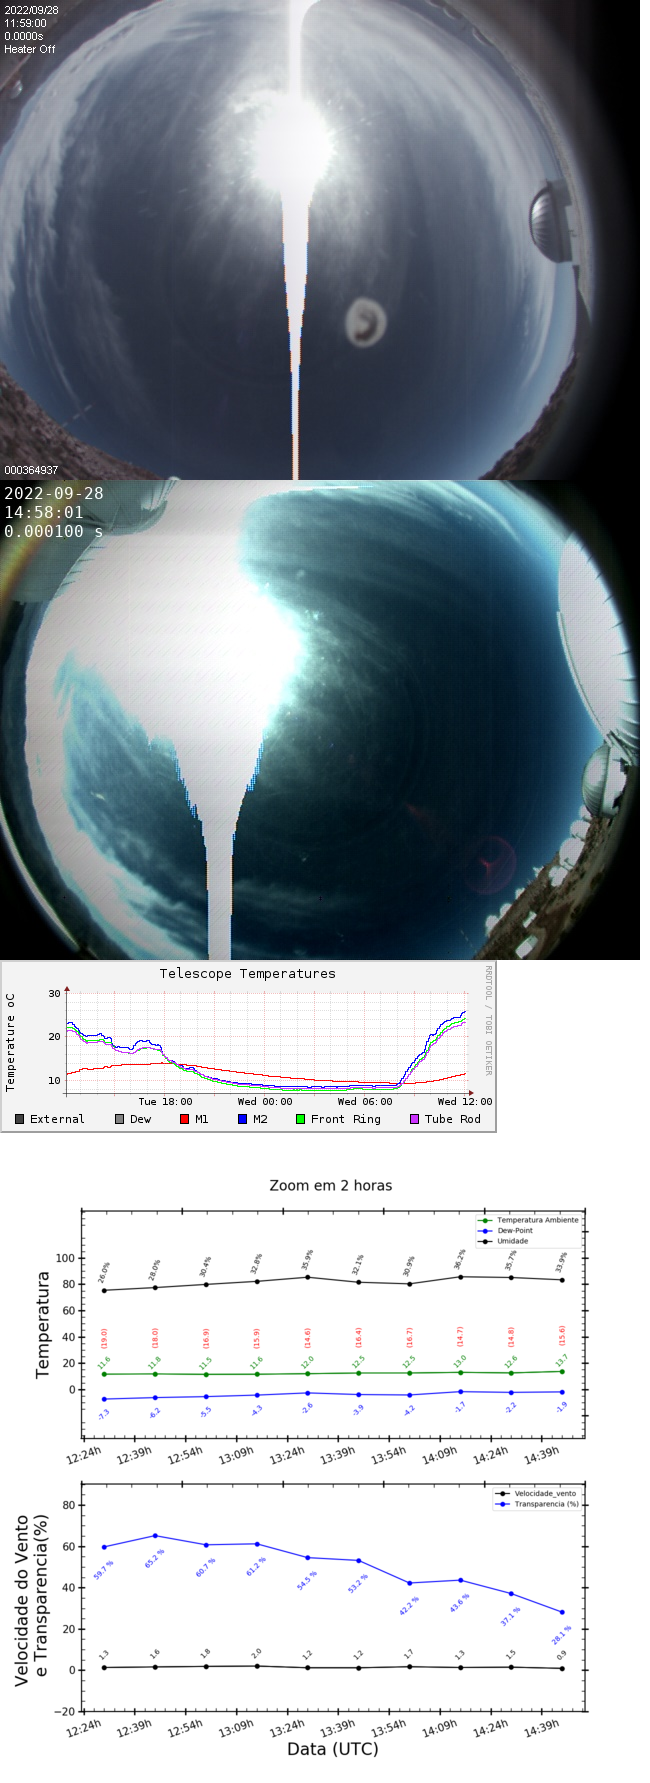 2022/09/28
11:59:00
0.0000s
Heater Off
000364937
2022-09-28
14:58:01
0.000100 s
Telescope Temperatures
Temperature oC
30
20
10
Tue 18:00 Wed 00:00 Wed 06:00 Wed 12:00
External Dew M1 M2 Front Ring Tube Rod
RRDTOOL / TOBI OETIKER
Zoom em 2 horas
Temperatura
Temperatura Ambiente
Dew-Point
Umidade
100
80
60
40
20
0
26.0% 28.0% 30.4% 32.8% 35.9% 32.1% 30.9% 36.2% 35.7% 33.9%
(19.0) (18.0) (16.9) (15.9) (14.6) (16.4) (16.7) (14.7) (14.8) (15.6)
11.6 11.8 11.5 11.6 12.0 12.5 12.5 13.0 12.6 13.7
-7.3 -6.2 -5.5 -4.3 -2.6 -3.9 -4.2 -1.7 -2.2 -1.9
12:24h 12:39h 12:54h 13:09h 13:24h 13:39h 13:54h 14:09h 14:24h 14:39h
Velocidade do Vento
e Transparencia(%)
Velocidade_vento
Transparencia (%)
80
60
40
20
0
−20
59.7 % 65.2 % 60.7 % 61.2 % 54.5 % 53.2 % 42.2 % 43.6 % 37.1 % 28.1 %
1.3 1.6 1.8 2.0 1.2 1.2 1.7 1.3 1.5 0.9
12:24h 12:39h 12:54h 13:09h 13:24h 13:39h 13:54h 14:09h 14:24h 14:39h
Data (UTC)